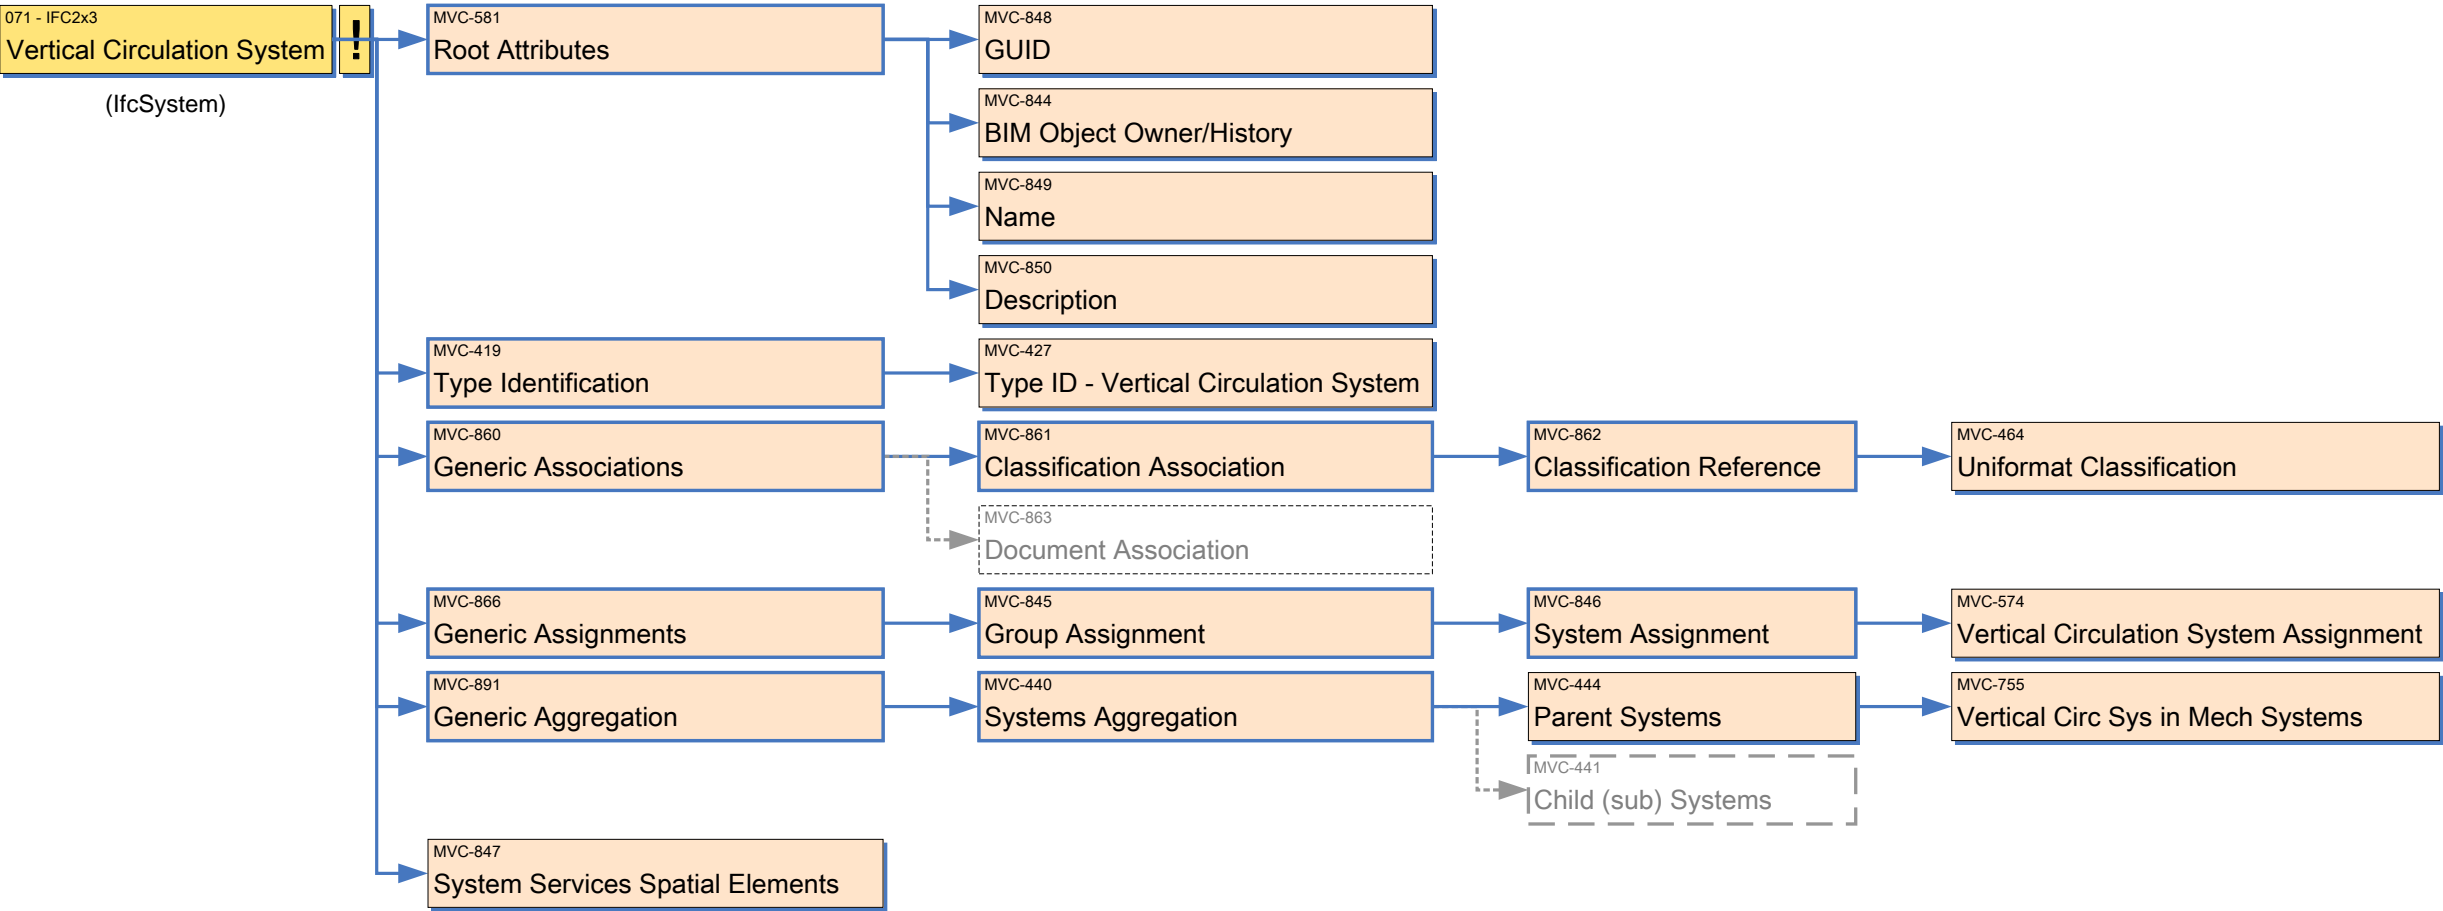 071 - IFC2x3
Vertical Circulation System
!
(IfcSystem)
MVC-581
Root Attributes
MVC-848
GUID
MVC-844
BIM Object Owner/History
MVC-849
Name
MVC-850
Description
MVC-419
Type Identification
MVC-427
Type ID - Vertical Circulation System
MVC-860
Generic Associations
MVC-861
Classification Association
MVC-862
Classification Reference
MVC-464
Uniformat Classification
MVC-863
Document Association
MVC-866
Generic Assignments
MVC-845
Group Assignment
MVC-846
System Assignment
MVC-574
Vertical Circulation System Assignment
MVC-891
Generic Aggregation
MVC-440
Systems Aggregation
MVC-444
Parent Systems
MVC-755
Vertical Circ Sys in Mech Systems
MVC-441
Child (sub) Systems
MVC-847
System Services Spatial Elements